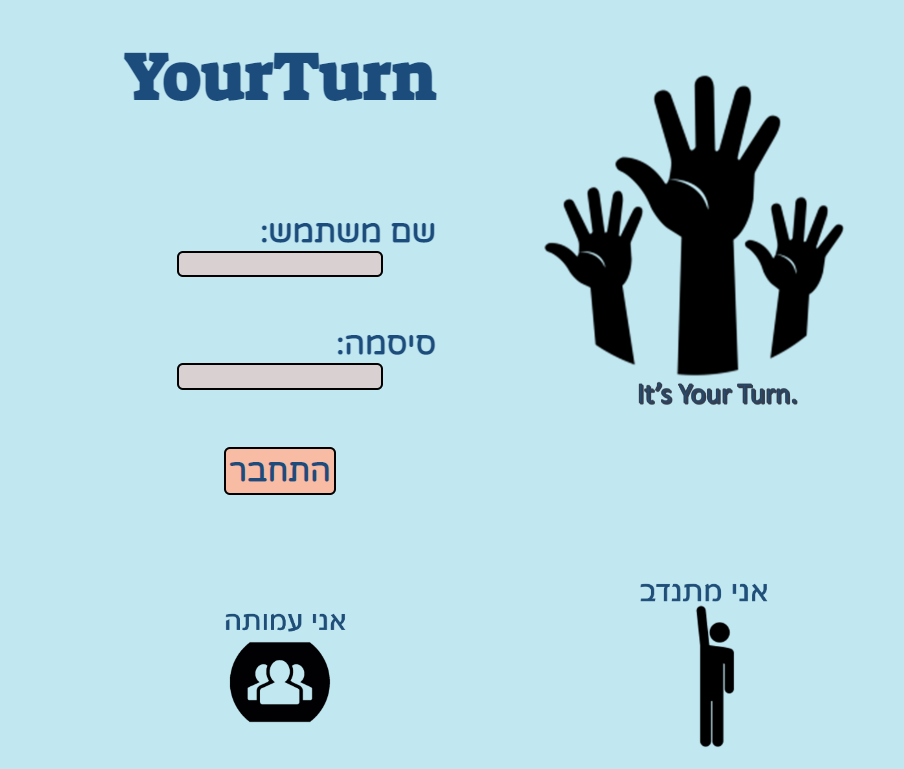 YourTurn
שם משתמש:
סיסמה:
התחבר
It's Your Turn.
אני מתנדב
אני עמותה